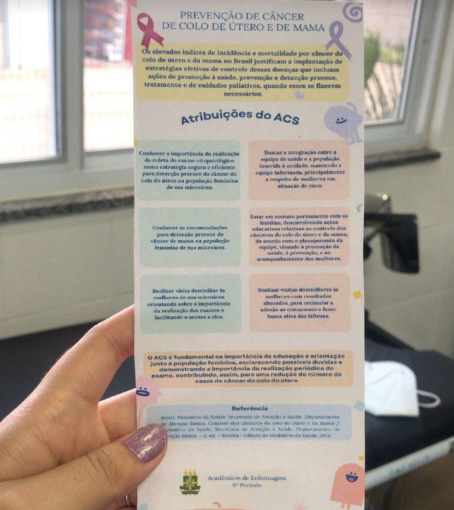 PREVENÇÃO DE CÂNCER
DE COLO DE ÚTERO E DE MAMA
Os elevados índices de incidência e mortalidade por câncer de
colo do útero e da mama no Brasil justificam a implantação de
estratégias efetivas de controle dessas doenças que incluam
ações de promoção à saúde, prevenção e detecção precoce,
tratamento e de cuidados paliativos, quando esses se fizerem
necessários.
Atribuições do ACS
Conhecer a importância da realização
da coleta do exame citopatológico
como estratégia segura e eficiente
para detecção precoce do câncer de
colo do útero na população feminina
de sua microárea.
Buscar a integração entre a
equipe de saúde e a população
inserida à unidade, mantendo a
equipe informada, principalmente
a respeito de mulheres em
situação de risco.
Conhecer as recomendações
para detecção precoce do
câncer de mama na população
feminina de sua microárea.
Estar em contato permanente com as
famílias, desenvolvendo ações
educativas relativas ao controle dos
cânceres do colo do útero e da mama,
de acordo com o planejamento da
equipe, visando à promoção da
saúde, à prevenção, e ao
acompanhamento das mulheres.
Realizar visita domiciliar às
mulheres de sua microárea
orientando sobre a importância
da realização dos exames e
facilitando o acesso a eles.
Realizar visitas domiciliares às
mulheres com resultados
alterados, para estimular a
adesão ao tratamento e fazer
busca ativa das faltosas.
O ACS é fundamental na importância da educação e orientação
junto à população feminina, esclarecendo possíveis duvidas e
demonstrando a importância da realização periódica do
exame, contribuindo, assim, para uma redução do número de
casos de câncer do colo do útero
Referência
Brasil. Ministério da Saúde. Secretaria de Atenção à Saúde. Departamento
de Atenção Básica. Controle dos cânceres do colo do útero e da mama /
Ministério da Saúde, Secretaria de Atenção à Saúde, Departamento de
Atenção Básica. – 2. ed. – Brasília : Editora do Ministério da Saúde, 2013.
Acadêmicos de Enfermagem
9º Período